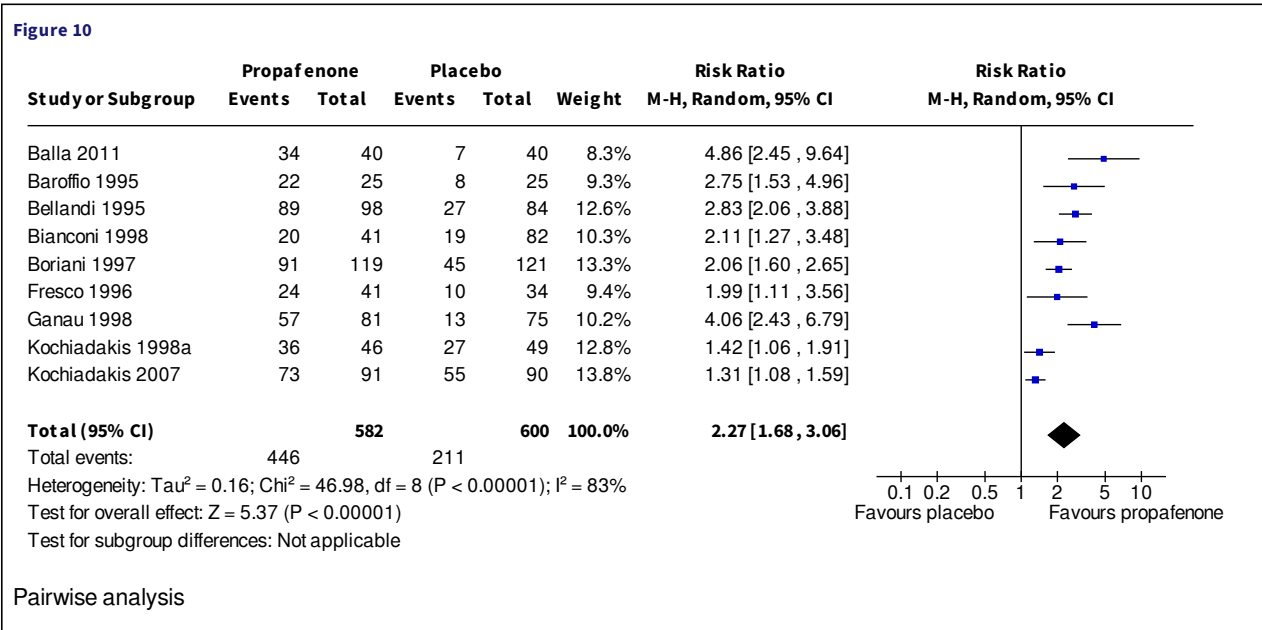 Figure 10
Propafenone Placebo Risk Ratio Risk Ratio
Study or Subgroup Events Total Events Total Weight M-H, Random, 95% CI M-H, Random, 95% CI
Balla 2011 34 40 7 40 8.3% 4.86 [2.45 , 9.64]
Baroffio 1995 22 25 8 25 9.3% 2.75 [1.53 , 4.96]
Bellandi 1995 89 98 27 84 12.6% 2.83 [2.06 , 3.88]
Bianconi 1998 20 41 19 82 10.3% 2.11 [1.27 , 3.48]
Boriani 1997 91 119 45 121 13.3% 2.06 [1.60 , 2.65]
Fresco 1996 24 41 10 34 9.4% 1.99 [1.11 , 3.56]
Ganau 1998 57 81 13 75 10.2% 4.06 [2.43 , 6.79]
Kochiadakis 1998a 36 46 27 49 12.8% 1.42 [1.06 , 1.91]
Kochiadakis 2007 73 91 55 90 13.8% 1.31 [1.08 , 1.59]
Total (95% CI) 582 600 100.0% 2.27 [1.68 , 3.06]
Total events: 446 211
Heterogeneity: Tau² = 0.16; Chi² = 46.98, df = 8 (P < 0.00001); I² = 83%
0.1 0.2 0.5 1 2 5 10
Test for overall effect: Z = 5.37 (P < 0.00001)
Favours placebo Favours propafenone
Test for subgroup differences: Not applicable
Pairwise analysis